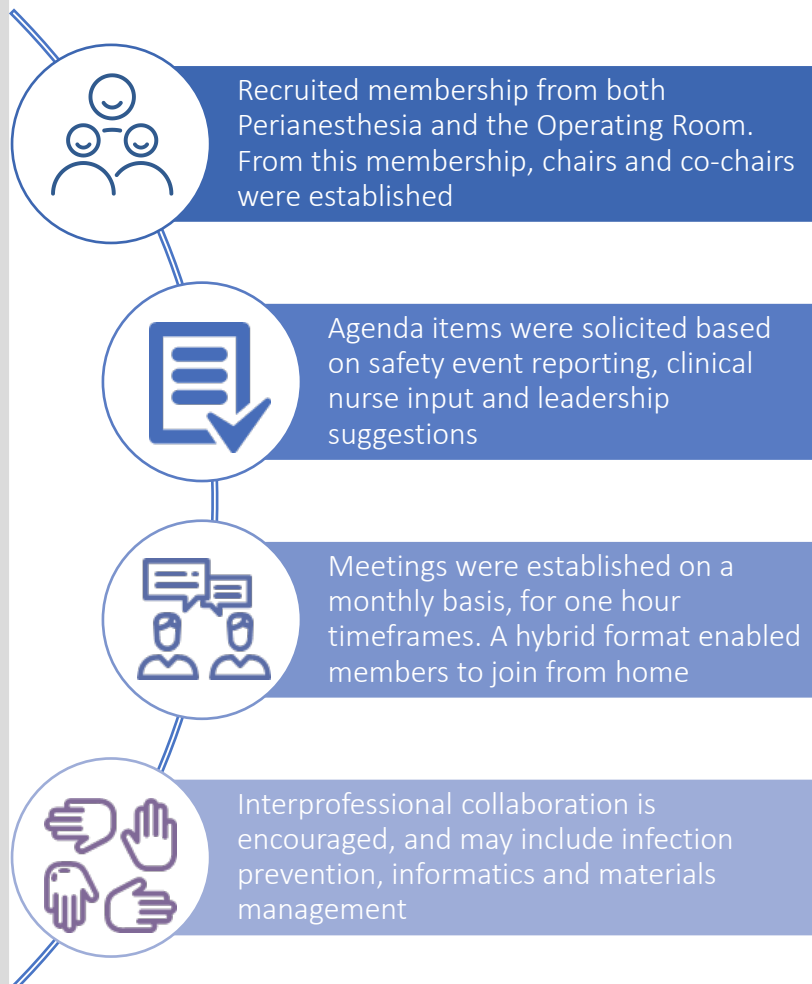 Recruited membership from both
Perianesthesia and the Operating Room.
From this membership, chairs and co-chairs
were established
Agenda items were solicited based
on safety event reporting, clinical
nurse input and leadership
suggestions
Meetings were established on a
monthly basis, for one hour
timeframes. A hybrid format enabled
members to join from home
Interprofessional collaboration is
encouraged, and may include infection
prevention, informatics and materials
management